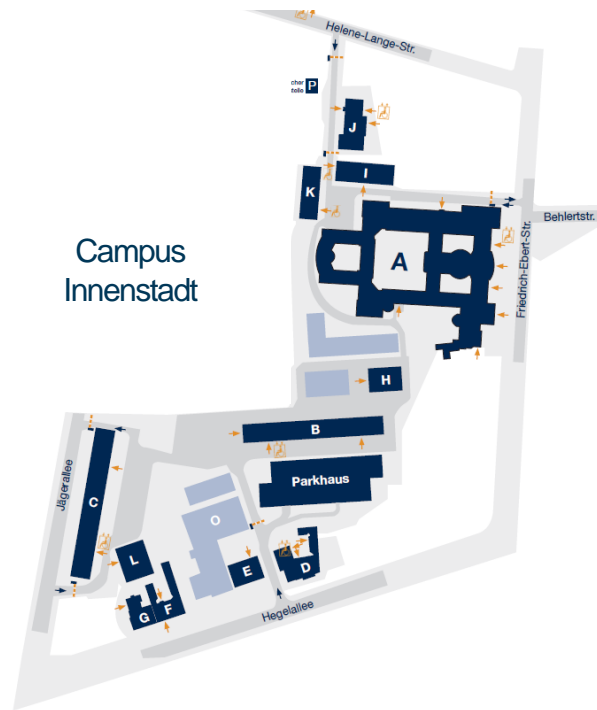 Helene-Lange-Str.
P
J
I
K
Behlertstr.
Campus
Innenstadt
A
Friedrich-Ebert-Str.
H
B
Parkhaus
Jägerallee
C
O
L
E
D
G
F
Hegelallee